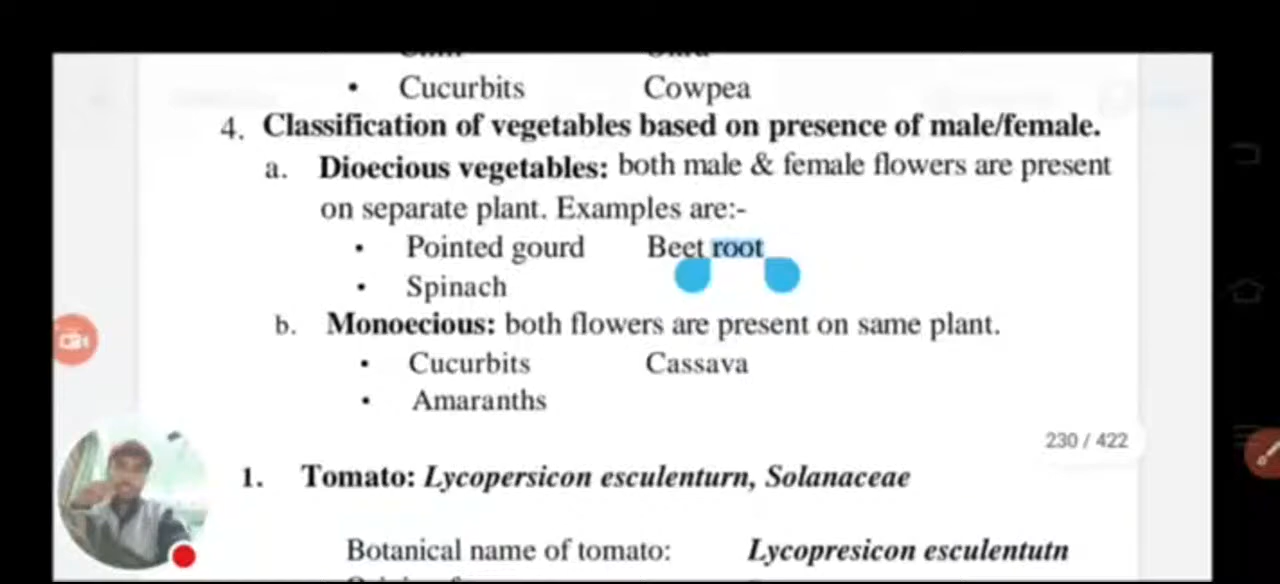 • Cucurbits Cowpea
4. Classification of vegetables based on presence of male/female.
a. Dioecious vegetables: both male & female flowers are present
on separate plant. Examples are:-
• Pointed gourd Beet root
• Spinach
b. Monoecious: both flowers are present on same plant.
• Cucurbits Cassava
• Amaranths
230 / 422
1. Tomato: Lycopersicon esculenturn, Solanaceae
Botanical name of tomato: Lycopresicon esculentutn